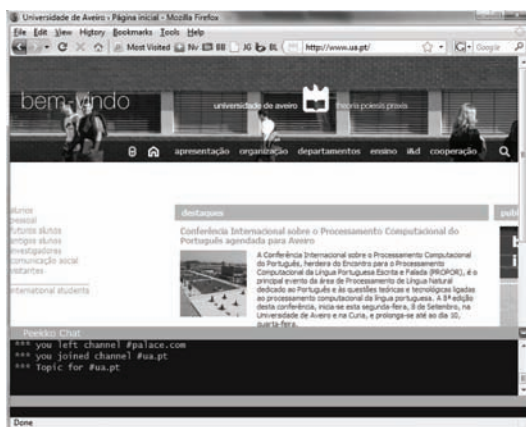 Universidade de Aveiro » Página inicial - Mozilla Firefox
File Edit View History Bookmarks Tools Help
Most Visited NV BB JG BL http://www.ua.pt/ Google
bem-vindo
universidade de aveiro theoria poiesis praxis
apresentação organização departamentos ensino i&d cooperação
alunos
pessoal
futuros alunos
antigos alunos
investigadores
comunicação social
visitantes
international students
destaques
Conferência Internacional sobre o Processamento Computacional do
Português agendada para Aveiro
A Conferência Internacional sobre o Processamento Computacional
do Português, herdeira do Encontro para o Processamento
Computacional da Língua Portuguesa Escrita e Falada (PROPOR), é o
principal evento da área de Processamento de Língua Natural
dedicado ao Português e às questões teóricas e tecnológicas ligadas
ao processamento computacional da língua portuguesa. A 8ª edição
desta conferência, inicia-se esta segunda-feira, 8 de Setembro, na
Universidade de Aveiro e na Curia, e prolonga-se até ao dia 10,
quarta-feira.
publi
Peekko Chat
*** you left channel #palace.com
*** you joined channel #ua.pt
*** Topic for #ua.pt
Done